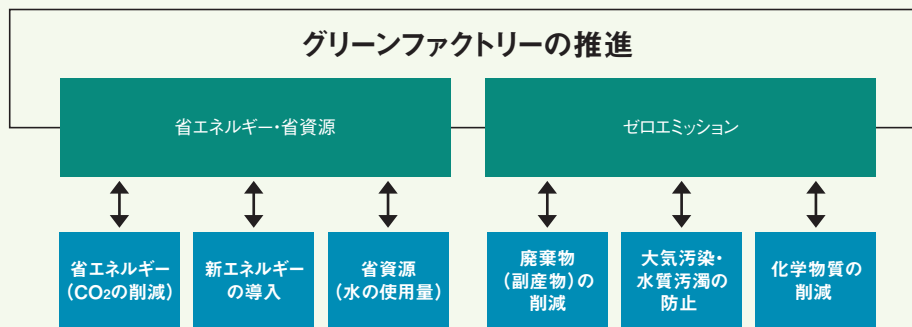 グリーンファクトリーの推進
省エネルギー・省資源
ゼロエミッション
省エネルギー
（CO2の削減）
新エネルギー
の導入
省資源
（水の使用量）
廃棄物
（副産物）の
削減
大気汚染・
水質汚濁の
防止
化学物質の
削減